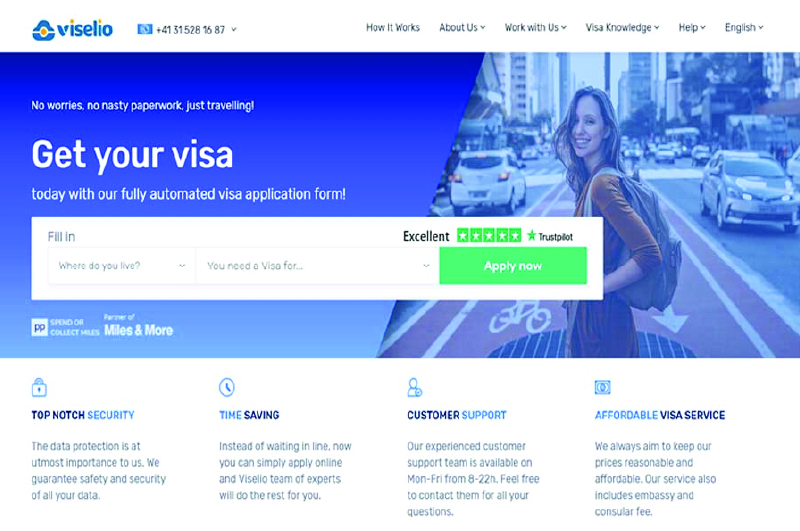 viselio
+41 31 528 16 87
How It Works
About Us
Work with Us
Visa Knowledge
Help
English
No worries, no nasty paperwork, just travelling!
Get your visa
today with our fully automated visa application form!
Fill in
Excellent
Trustpilot
Where do you live?
You need a Visa for...
Apply now
PP
SPEND OR
COLLECT MILES
Partner of
Miles & More
TOP NOTCH SECURITY
The data protection is at
utmost importance to us. We
guarantee safety and security
of all your data.
TIME SAVING
Instead of waiting in line, now
you can simply apply online
and Viselio team of experts
will do the rest for you.
CUSTOMER SUPPORT
Our experienced customer
support team is available on
Mon-Fri from 8-22h. Feel free
to contact them for all your
questions.
AFFORDABLE VISA SERVICE
We always aim to keep our
prices reasonable and
affordable. Our service also
includes embassy and
consular fee.